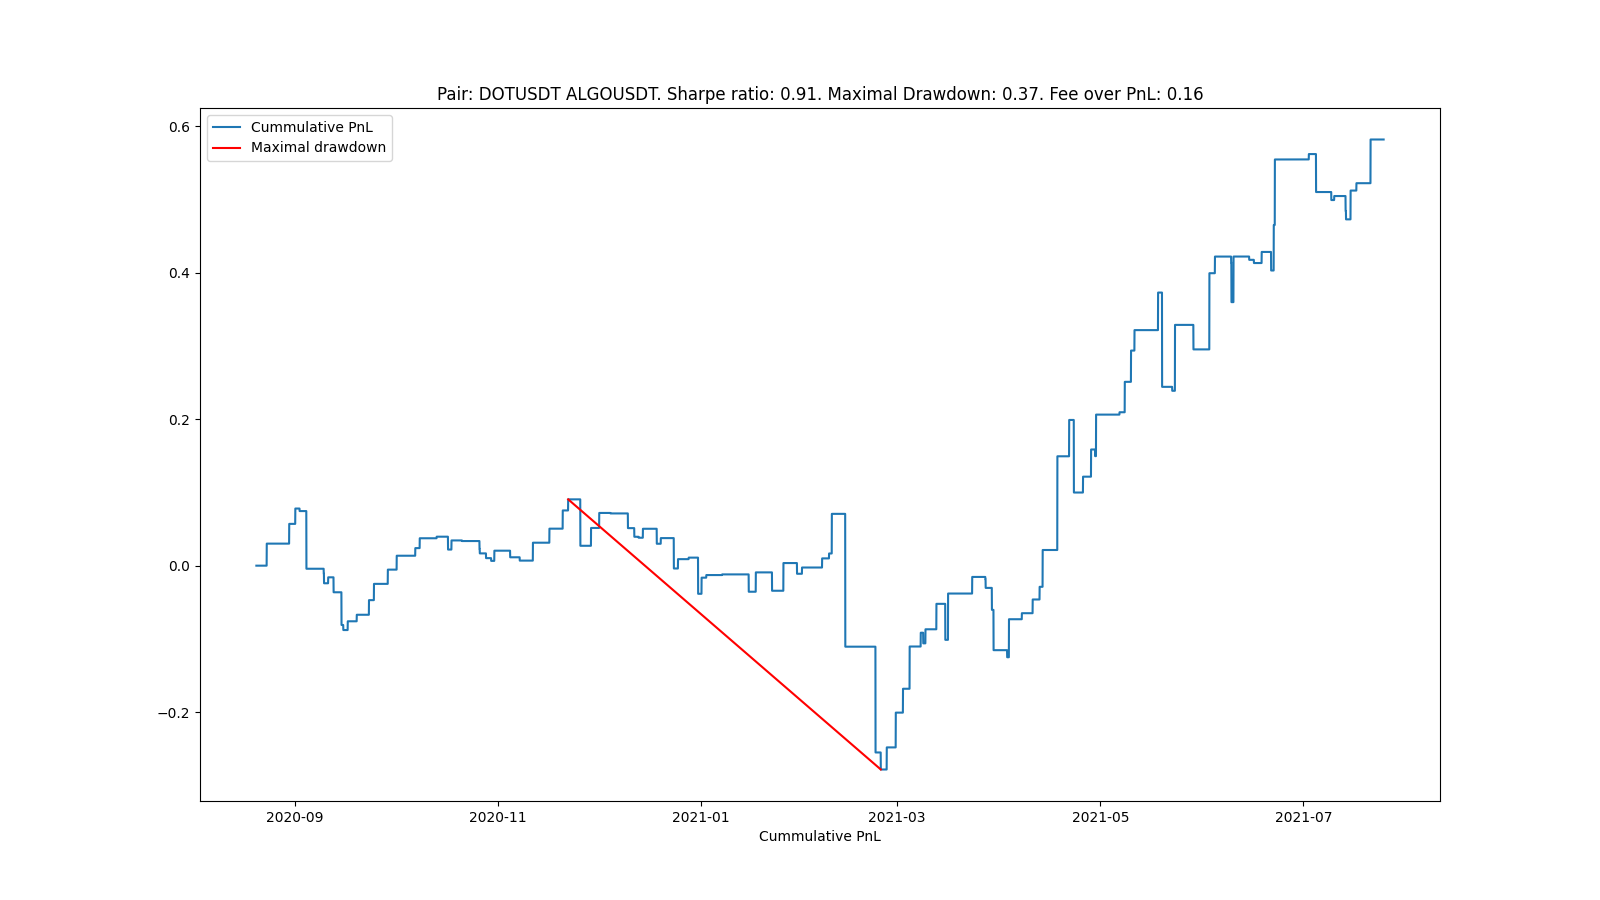 Pair: DOTUSDT ALGOUSDT. Sharpe ratio: 0.91. Maximal Drawdown: 0.37. Fee over PnL: 0.16
Cummulative PnL
Maximal drawdown
0.6
0.4
0.2
0.0
−0.2
2020-09 2020-11 2021-01 2021-03 2021-05 2021-07
Cummulative PnL